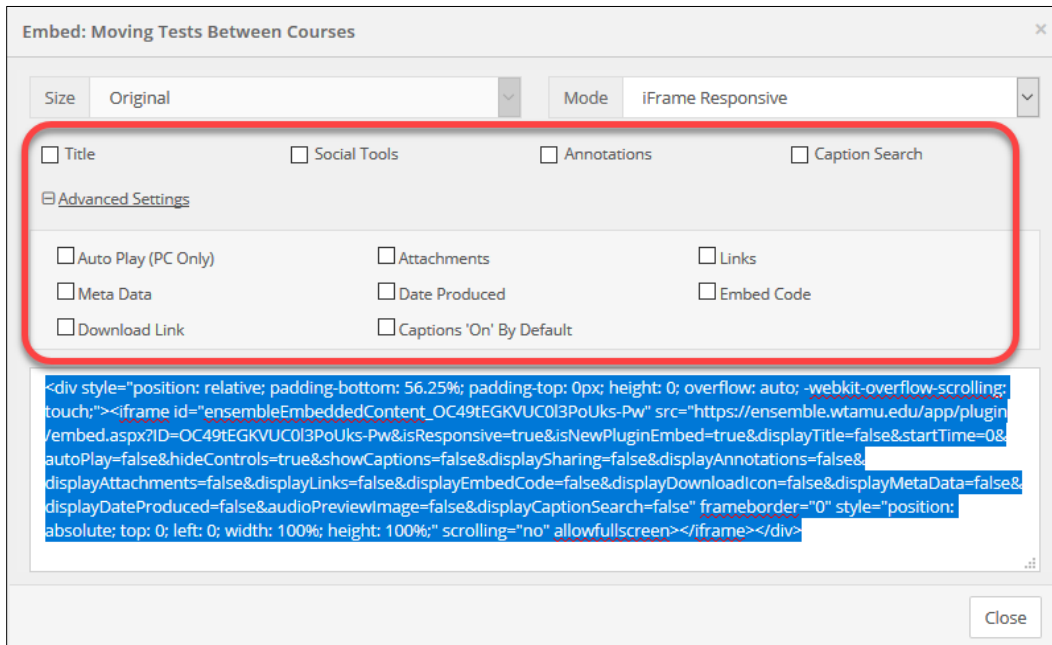 Embed: Moving Tests Between Courses ×
Size Original Mode iFrame Responsive
Title Social Tools Annotations Caption Search
Advanced Settings
Auto Play (PC Only) Attachments Links
Meta Data Date Produced Embed Code
Download Link Captions 'On' By Default
<div style="position: relative; padding-bottom: 56.25%; padding-top: 0px; height: 0; overflow: auto; -webkit-overflow-scrolling:
touch;"><iframe id="ensembleEmbeddedContent_OC49tEGKVUC0l3PoUks-Pw" src="https://ensemble.wtamu.edu/app/plugin
/embed.aspx?ID=OC49tEGKVUC0l3PoUks-Pw&isResponsive=true&isNewPluginEmbed=true&displayTitle=false&startTime=0&
autoPlay=false&hideControls=true&showCaptions=false&displaySharing=false&displayAnnotations=false&
displayAttachments=false&displayLinks=false&displayEmbedCode=false&displayDownloadIcon=false&displayMetaData=false&
displayDateProduced=false&audioPreviewImage=false&displayCaptionSearch=false" frameborder="0" style="position:
absolute; top: 0; left: 0; width: 100%; height: 100%;" scrolling="no" allowfullscreen></iframe></div>
Close